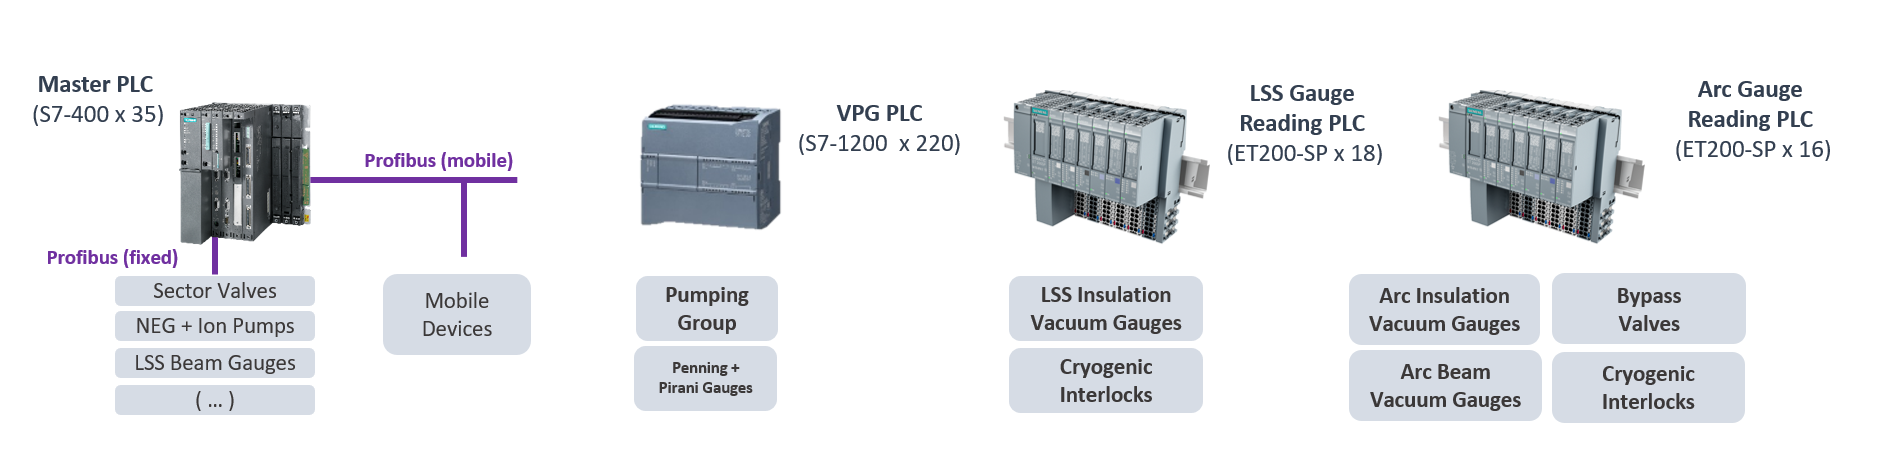 Master PLC
(S7-400 x 35)
Profibus (mobile)
Profibus (fixed)
Sector Valves
NEG + Ion Pumps
LSS Beam Gauges
( ... )
Mobile
Devices
VPG PLC
(S7-1200 x 220)
Pumping
Group
Penning +
Pirani Gauges
LSS Gauge
Reading PLC
(ET200-SP x 18)
LSS Insulation
Vacuum Gauges
Cryogenic
Interlocks
Arc Gauge
Reading PLC
(ET200-SP x 16)
Arc Insulation
Vacuum Gauges
Bypass
Valves
Arc Beam
Vacuum Gauges
Cryogenic
Interlocks